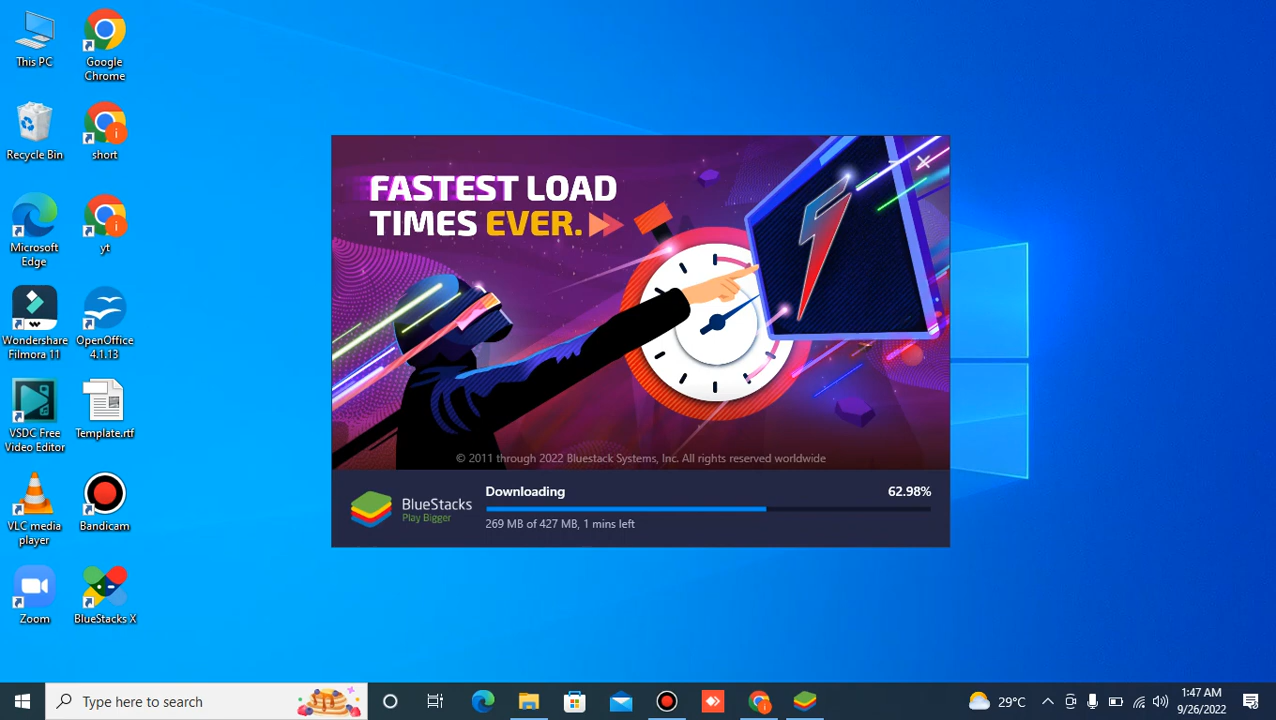 This PC
Google
Chrome
Recycle Bin
short
Microsoft
Edge
yt
Wondershare
Filmora 11
OpenOffice
4.1.13
VSDC Free
Video Editor
Template.rtf
VLC media
player
Bandicam
Zoom
BlueStacks X
FASTEST LOAD
TIMES EVER.
© 2011 through 2022 Bluestack Systems, Inc. All rights reserved worldwide
BlueStacks
Play Bigger
Downloading
62.98%
269 MB of 427 MB, 1 mins left
Type here to search
29°C
1:47 AM
9/26/2022